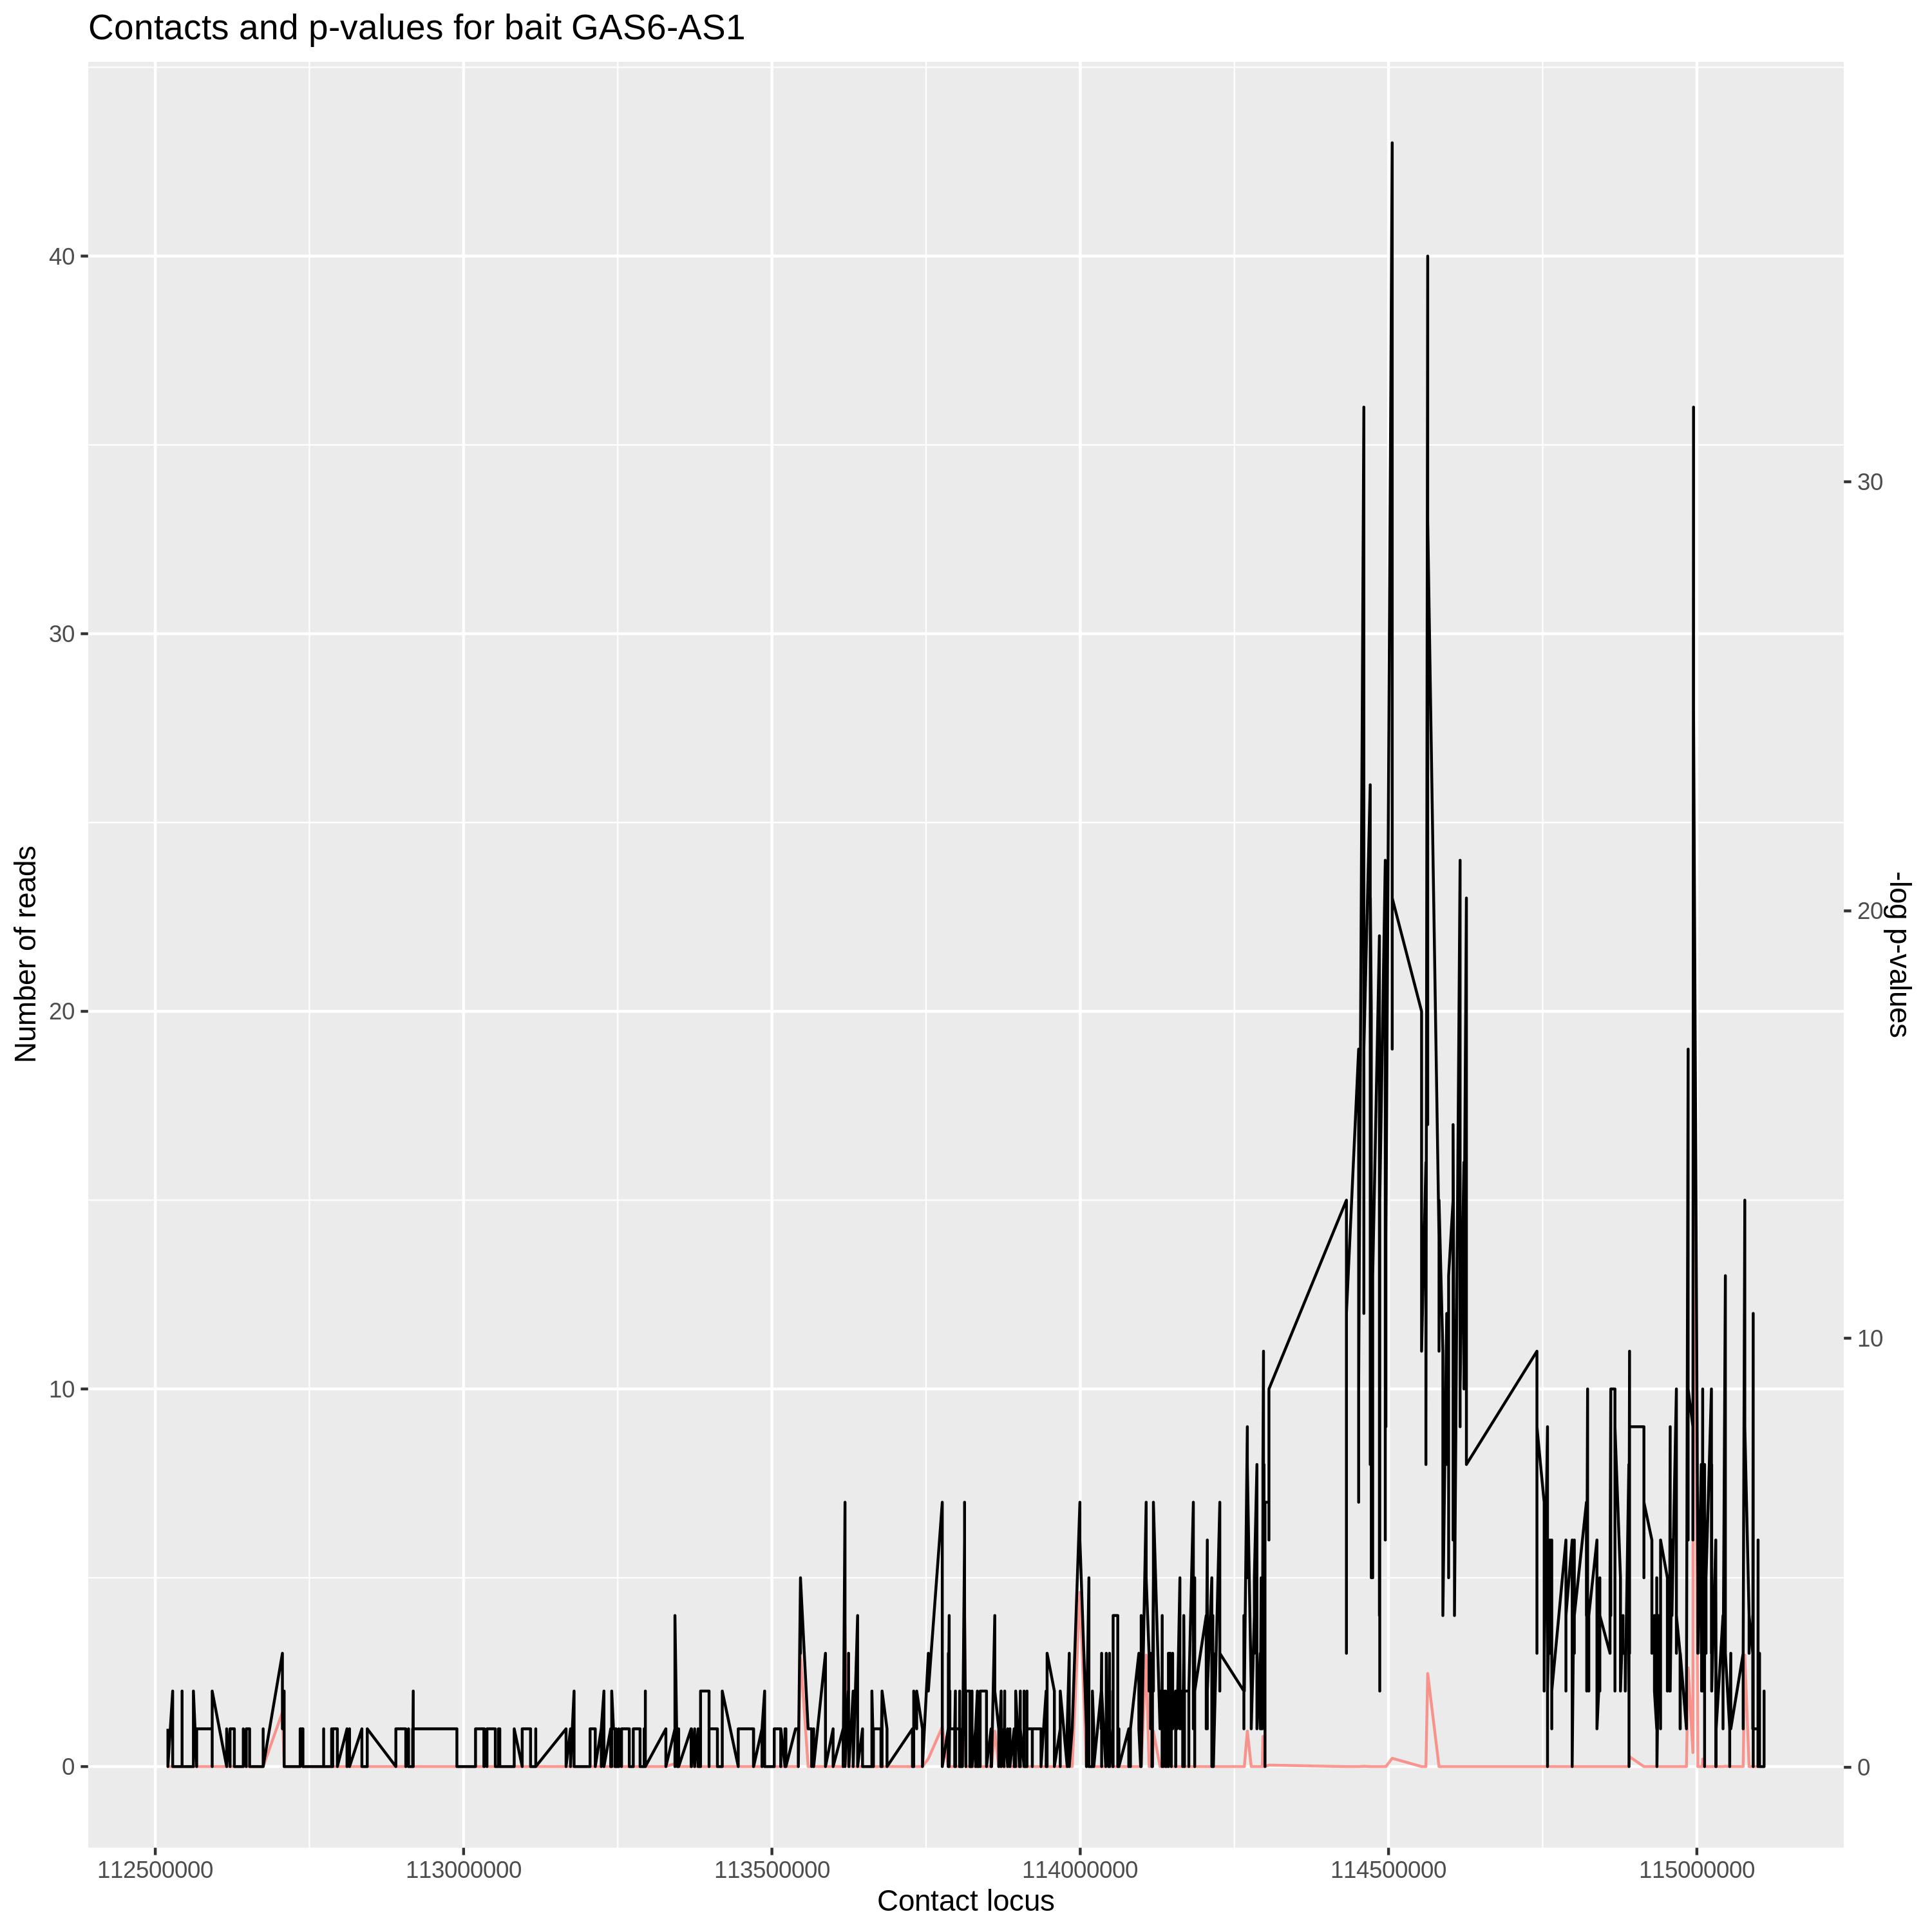 Contacts and p-values for bait GAS6-AS1
40
30
20
10
0
Number of reads
30
20
10
0
-log p-values
112500000 113000000 113500000 114000000 114500000 115000000
Contact locus